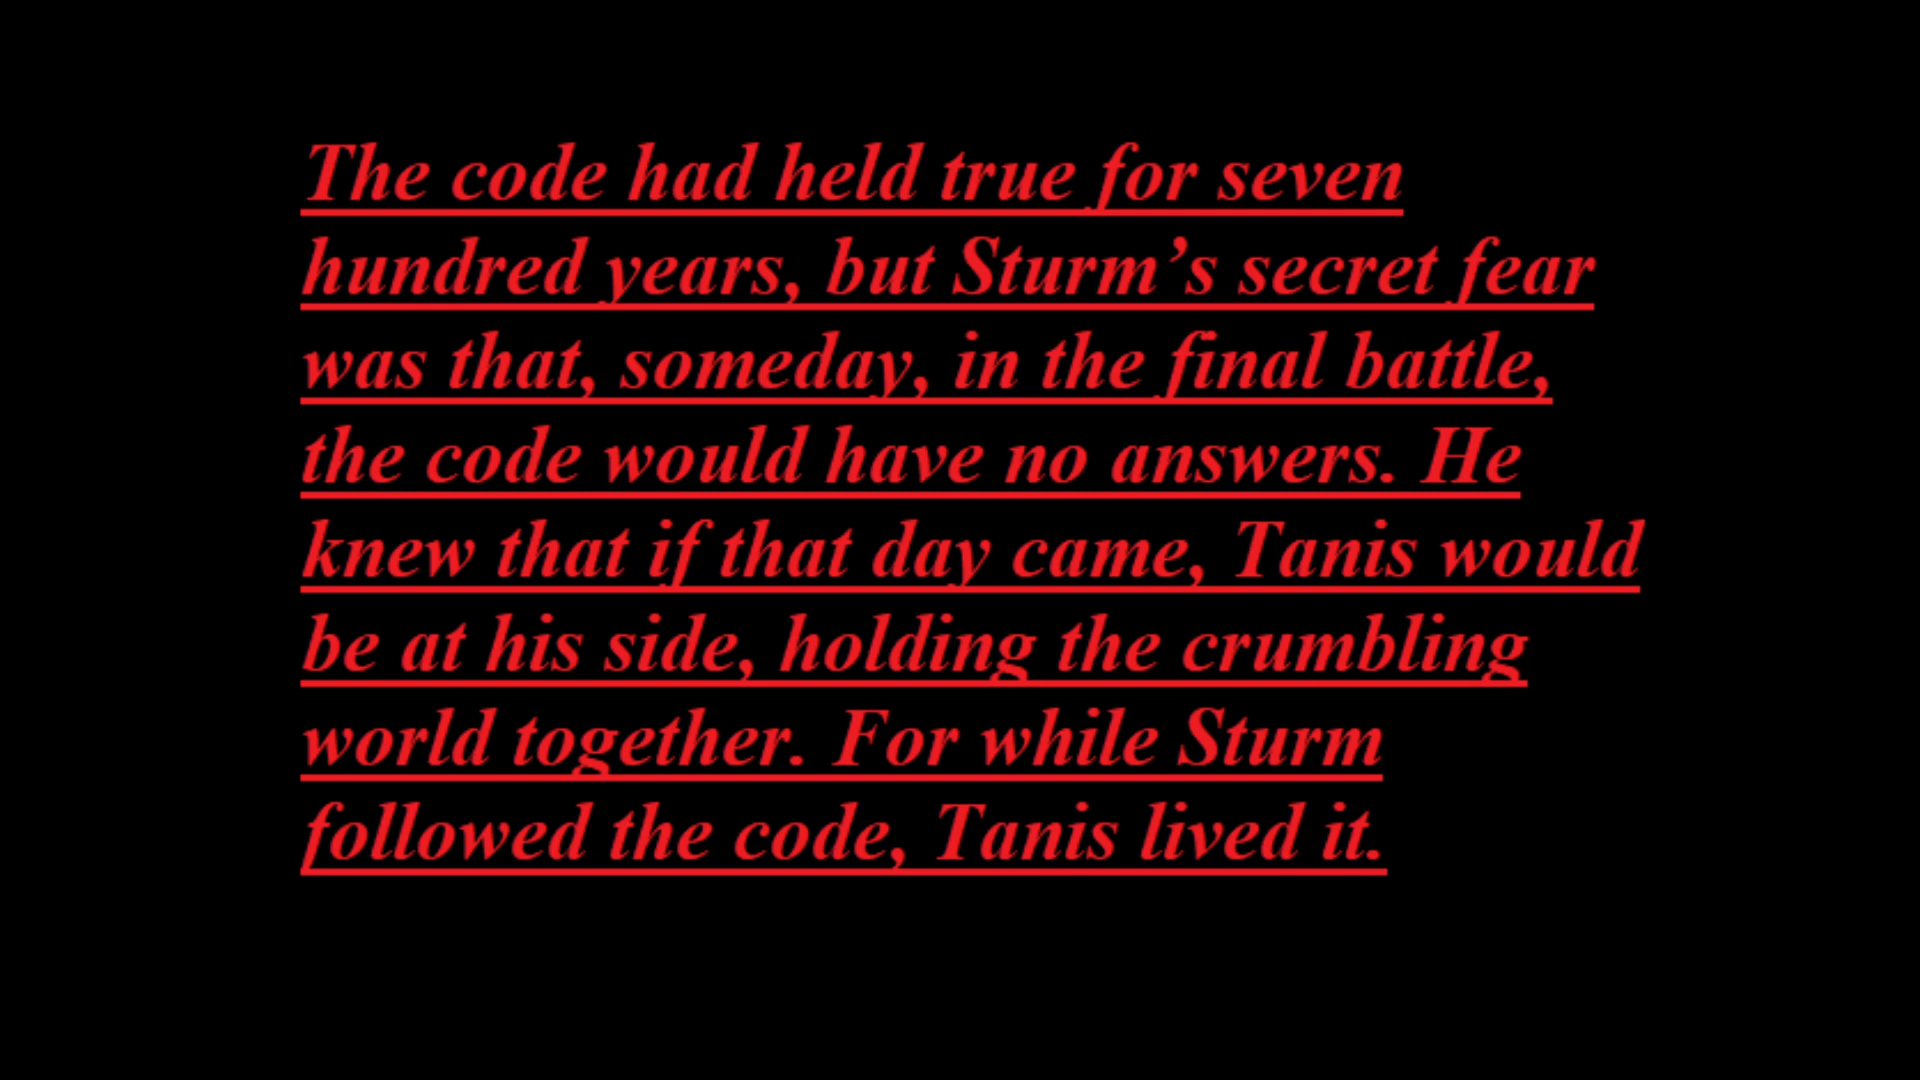 The code had held true for seven
hundred years, but Sturm’s secret fear
was that, someday, in the final battle,
the code would have no answers. He
knew that if that day came, Tanis would
be at his side, holding the crumbling
world together. For while Sturm
followed the code, Tanis lived it.